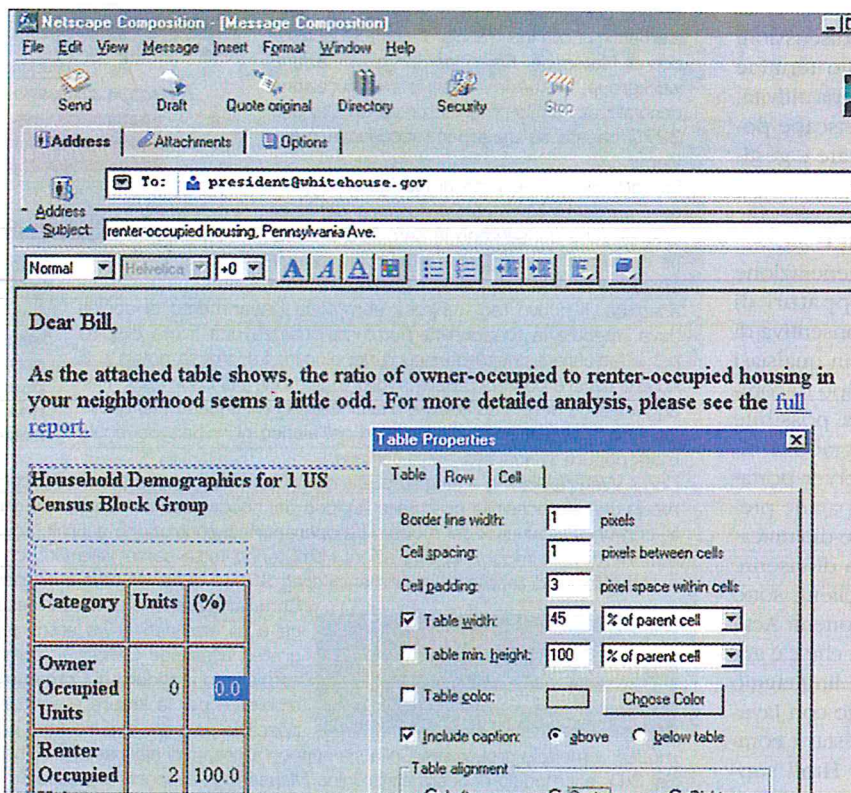 Netscape Composition - [Message Composition]
File Edit View Message Insert Format Window Help
Send Draft Quote original Directory Security Stop
Address Attachments Options
To: president@whitehouse.gov
Address
Subject: renter-occupied housing, Pennsylvania Ave.
Normal Helvetica +0 A A A
Dear Bill,
As the attached table shows, the ratio of owner-occupied to renter-occupied housing in
your neighborhood seems a little odd. For more detailed analysis, please see the full
report.
Household Demographics for 1 US
Census Block Group
Category Units (%)
Owner
Occupied
Units 0 0.0
Renter
Occupied 2 100.0
Table Properties
Table Row Cell
Border line width: 1 pixels
Cell spacing: 1 pixels between cells
Cell padding: 3 pixel space within cells
Table width: 45 % of parent cell
Table min. height: 100 % of parent cell
Table color: Choose Color
Include caption: above below table
Table alignment